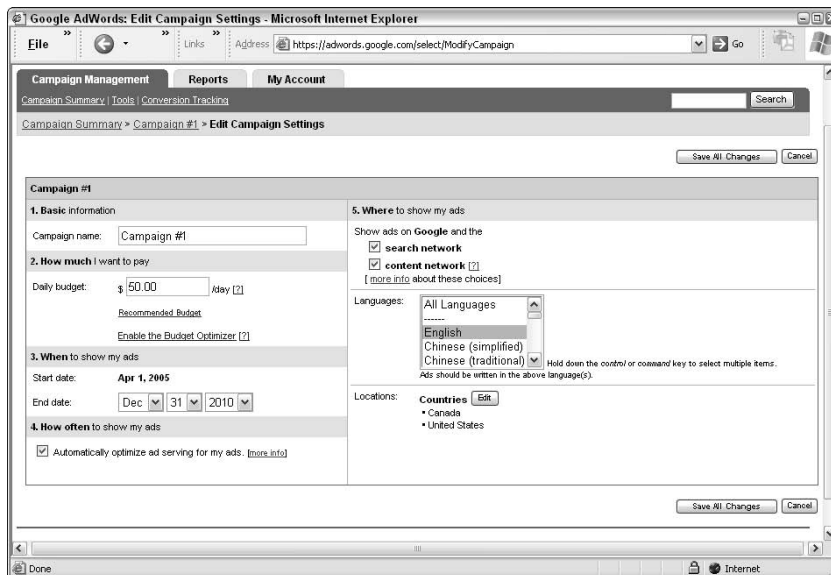 Google AdWords: Edit Campaign Settings - Microsoft Internet Explorer
File » » Links » Address https://adwords.google.com/select/ModifyCampaign Go
Campaign Management Reports My Account
Campaign Summary | Tools | Conversion Tracking Search
Campaign Summary > Campaign #1 > Edit Campaign Settings
Save All Changes Cancel
Campaign #1
1. Basic information
Campaign name: Campaign #1
2. How much I want to pay
Daily budget: $ 50.00 /day [?]
Recommended Budget
Enable the Budget Optimizer [?]
3. When to show my ads
Start date: Apr 1, 2005
End date: Dec 31 2010
4. How often to show my ads
Automatically optimize ad serving for my ads. [more info]
5. Where to show my ads
Show ads on Google and the
search network
content network [?]
[ more info about these choices]
Languages: All Languages
------
English
Chinese (simplified)
Chinese (traditional)
Hold down the control or command key to select multiple items.
Ads should be written in the above language(s).
Locations: Countries Edit
• Canada
• United States
Save All Changes Cancel
Done Internet